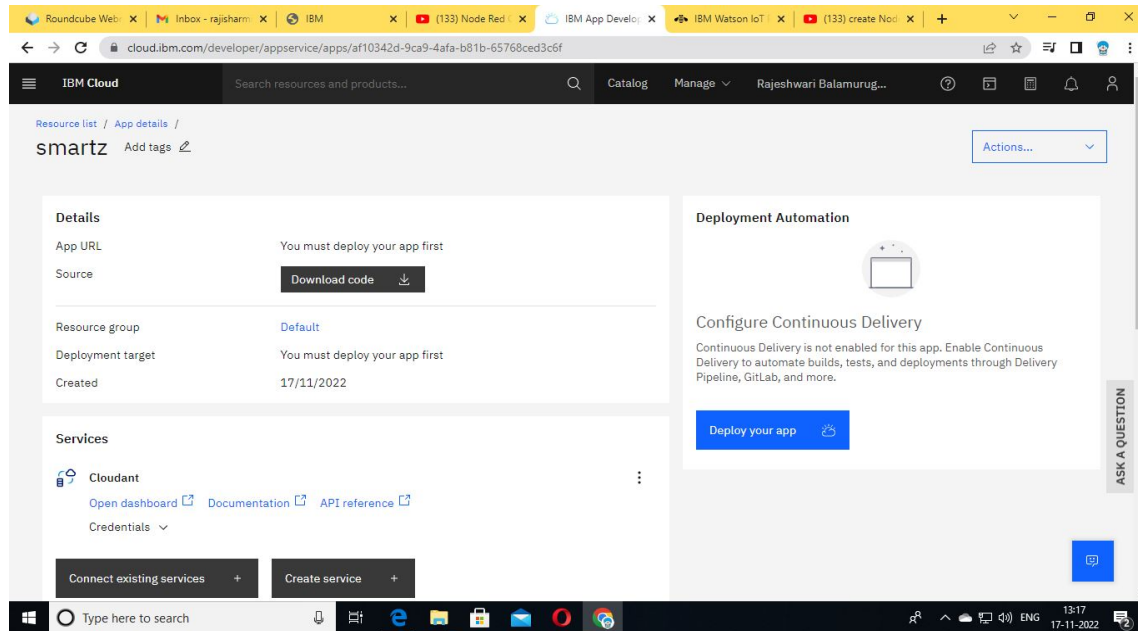 Roundcube Webm
Inbox - rajisharm
IBM
(133) Node Red
IBM App Develop
IBM Watson IoT
(133) create Nod
cloud.ibm.com/developer/appservice/apps/af10342d-9ca9-4afa-b81b-65768ced3c6f
IBM Cloud
Search resources and products...
Catalog
Manage
Rajeshwari Balamurug...
Resource list / App details /
smartz Add tags
Actions...
Details
App URL You must deploy your app first
Source Download code
Resource group Default
Deployment target You must deploy your app first
Created 17/11/2022
Services
Cloudant
Open dashboard Documentation API reference
Credentials
Connect existing services +
Create service +
Deployment Automation
Configure Continuous Delivery
Continuous Delivery is not enabled for this app. Enable Continuous
Delivery to automate builds, tests, and deployments through Delivery
Pipeline, GitLab, and more.
Deploy your app
ASK A QUESTION
Type here to search
ENG
13:17
17-11-2022
2